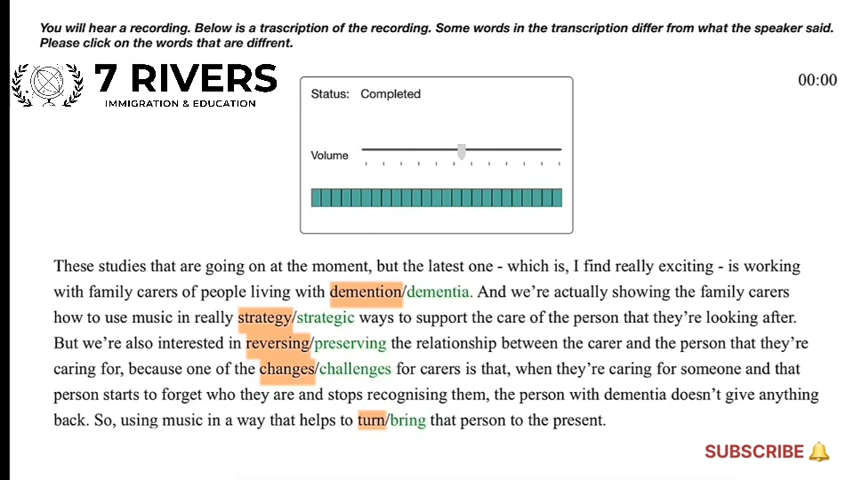 You will hear a recording. Below is a trascription of the recording. Some words in the transcription differ from what the speaker said.
Please click on the words that are diffrent.
7 RIVERS
IMMIGRATION & EDUCATION
00:00
Status: Completed
Volume
These studies that are going on at the moment, but the latest one - which is, I find really exciting - is working
with family carers of people living with demention/dementia. And we're actually showing the family carers
how to use music in really strategy/strategic ways to support the care of the person that they're looking after.
But we're also interested in reversing/preserving the relationship between the carer and the person that they're
caring for, because one of the changes/challenges for carers is that, when they're caring for someone and that
person starts to forget who they are and stops recognising them, the person with dementia doesn't give anything
back. So, using music in a way that helps to turn/bring that person to the present.
SUBSCRIBE